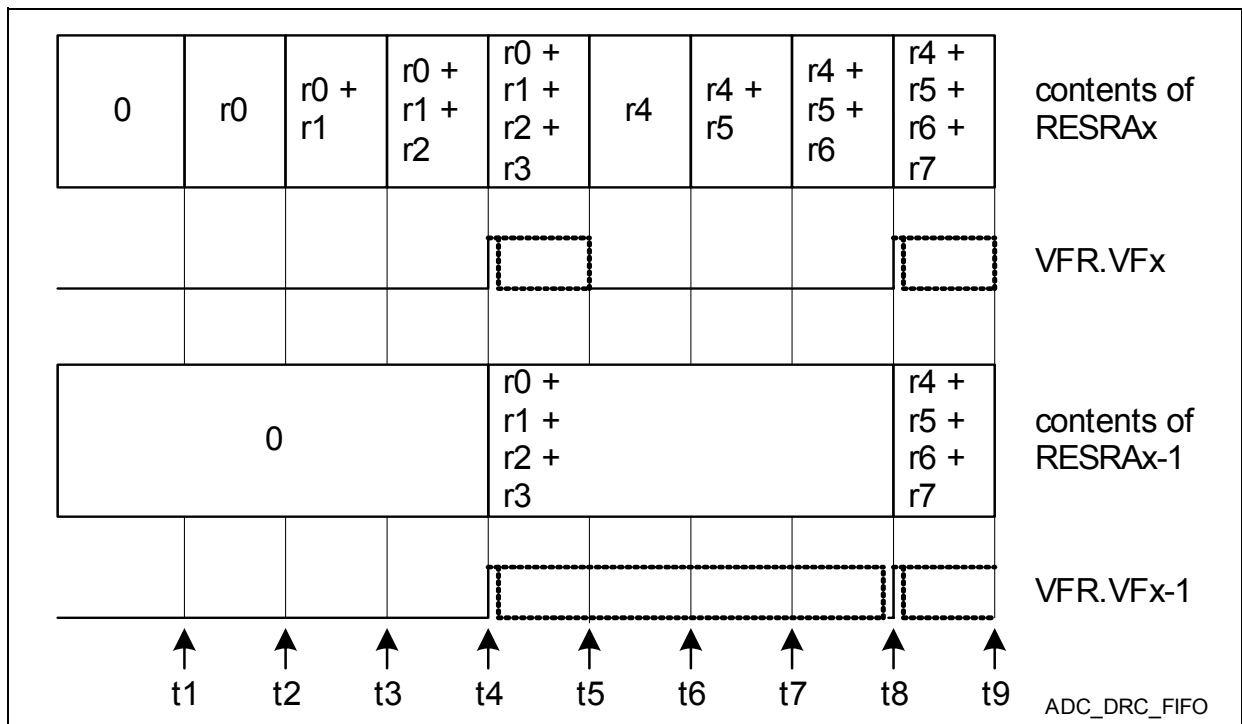 0
r0
r0 +
r1
r0 +
r1 +
r2
r0 +
r1 +
r2 +
r3
r4
r4 +
r5
r4 +
r5 +
r6
r4 +
r5 +
r6 +
r7
contents of
RESRAx
VFR.VFx
0
r0 +
r1 +
r2 +
r3
r4 +
r5 +
r6 +
r7
contents of
RESRAx-1
VFR.VFx-1
t1 t2 t3 t4 t5 t6 t7 t8 t9
ADC_DRC_FIFO